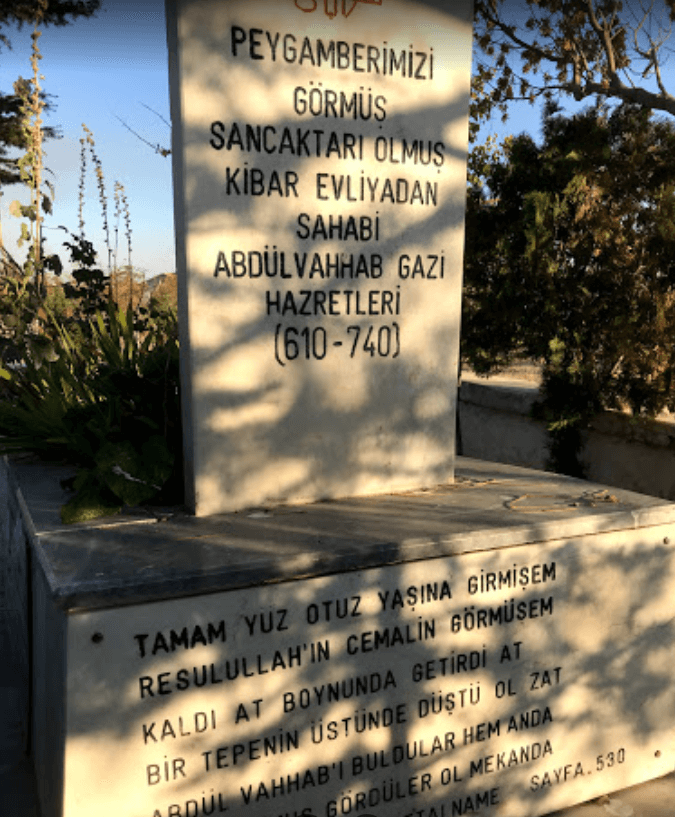 PEYGAMBERİMİZİ
GÖRMÜŞ
SANCAKTARI OLMUŞ
KİBAR EVLİYADAN
SAHABİ
ABDÜLVAHHAB GAZİ
HAZRETLERİ
(610-740)
TAMAM YUZ OTUZ YAŞINA GİRMİŞEM
RESULULLAH'IN CEMALİN GÖRMÜŞEM
KALDI AT BOYNUNDA GETİRDİ AT
BİR TEPENİN ÜSTÜNDE DÜŞTÜ OL ZAT
ABDÜL VAHHAB'I BULDULAR HEM ANDA
GÖRDÜLER OL MEKANDA
SAYFA.530